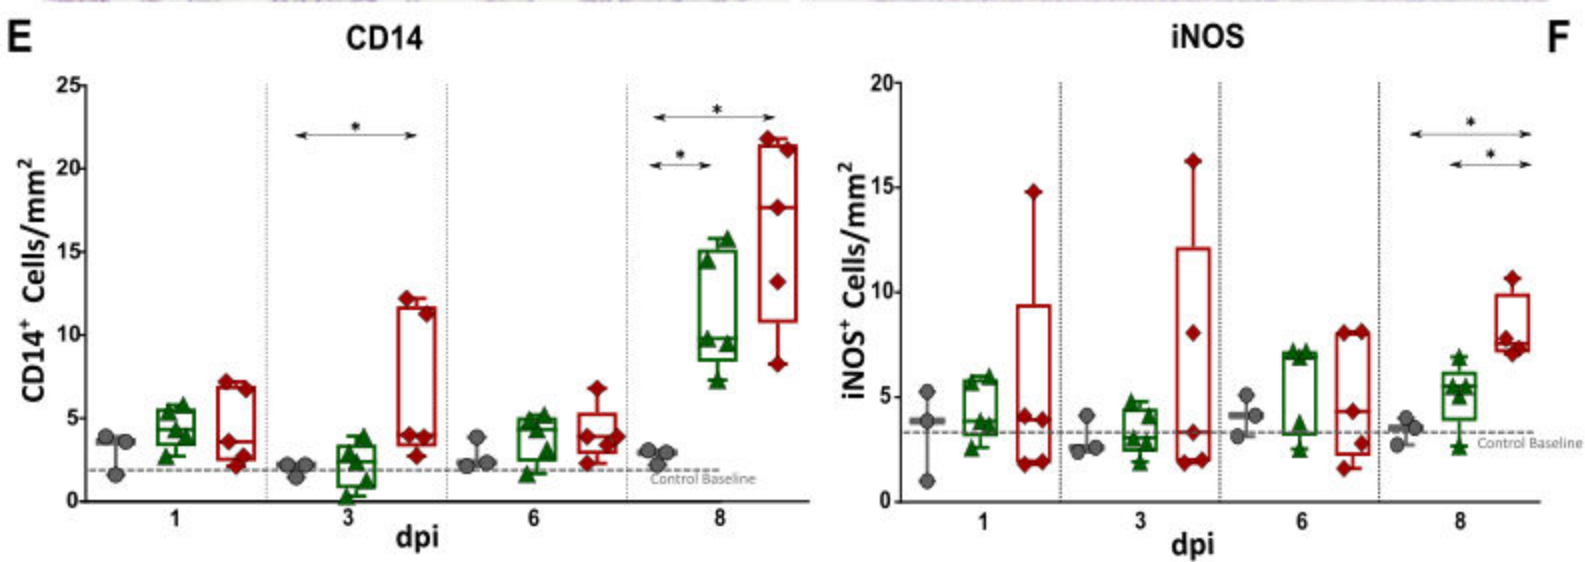 E
CD14
iNOS
F
CD14+ Cells/mm2
25
20
15
10
5
0
*
*
*
Control Baseline
1
3
6
8
dpi
iNOS+ Cells/mm2
20
15
10
5
0
*
*
Control Baseline
1
3
6
8
dpi